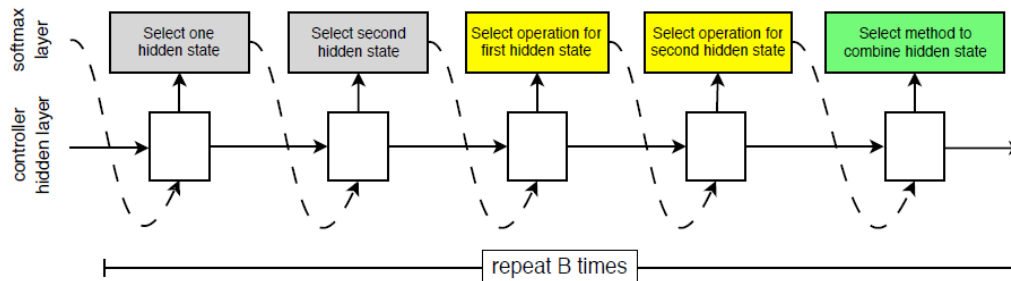 softmax
layer
Select one
hidden state
Select second
hidden state
Select operation for
first hidden state
Select operation for
second hidden state
Select method to
combine hidden state
controller
hidden layer
repeat B times